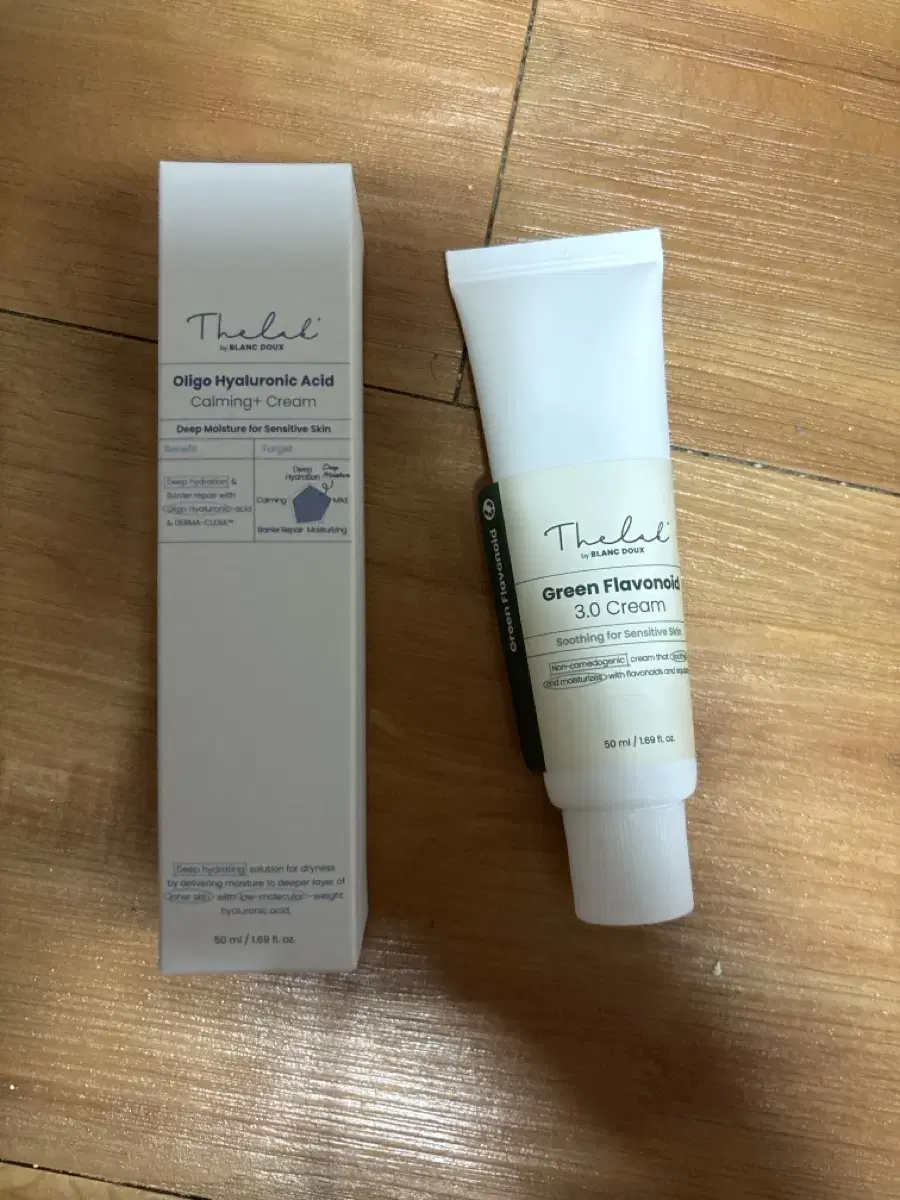 Thelab
by BLANC DOUX
Oligo Hyaluronic Acid
Calming+ Cream
Deep Moisture for Sensitive Skin
Benefit
Target
Deep hydration &
Barrier repair with
Oligo Hyaluronic acid
& DERMA-CLERA™
Deep
Hydration
Deep
Moisture
Calming
Mild
Barrier Repair
Moisturizing
Deep hydrating solution for dryness
by delivering moisture to deeper layer of
inner skin with low-molecular-weight
hyaluronic acid.
50 ml / 1.69 fl. oz.
Green Flavonoid
Thelab
by BLANC DOUX
Green Flavonoid
3.0 Cream
Soothing for Sensitive Skin
Non-comedogenic cream that
and moisturizes with flavonoids and
50 ml / 1.69 fl. oz.